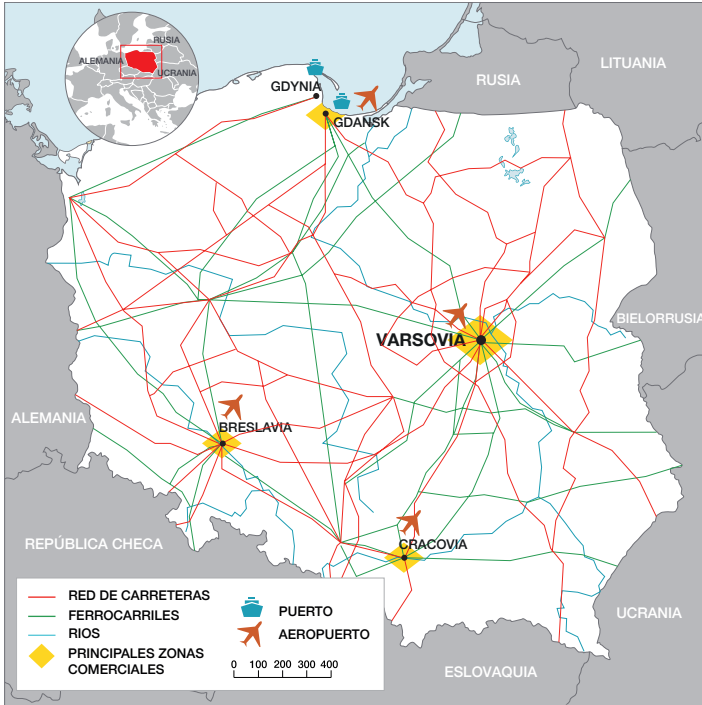 RUSIA
ALEMANIA
UCRANIA
LITUANIA
RUSIA
GDYNIA
GDAŃSK
BIELORRUSIA
VARSOVIA
ALEMANIA
BRESLAVIA
REPÚBLICA CHECA
CRACOVIA
UCRANIA
ESLOVAQUIA
RED DE CARRETERAS
FERROCARRILES
RIOS
PRINCIPALES ZONAS
COMERCIALES
PUERTO
AEROPUERTO
0 100 200 300 400